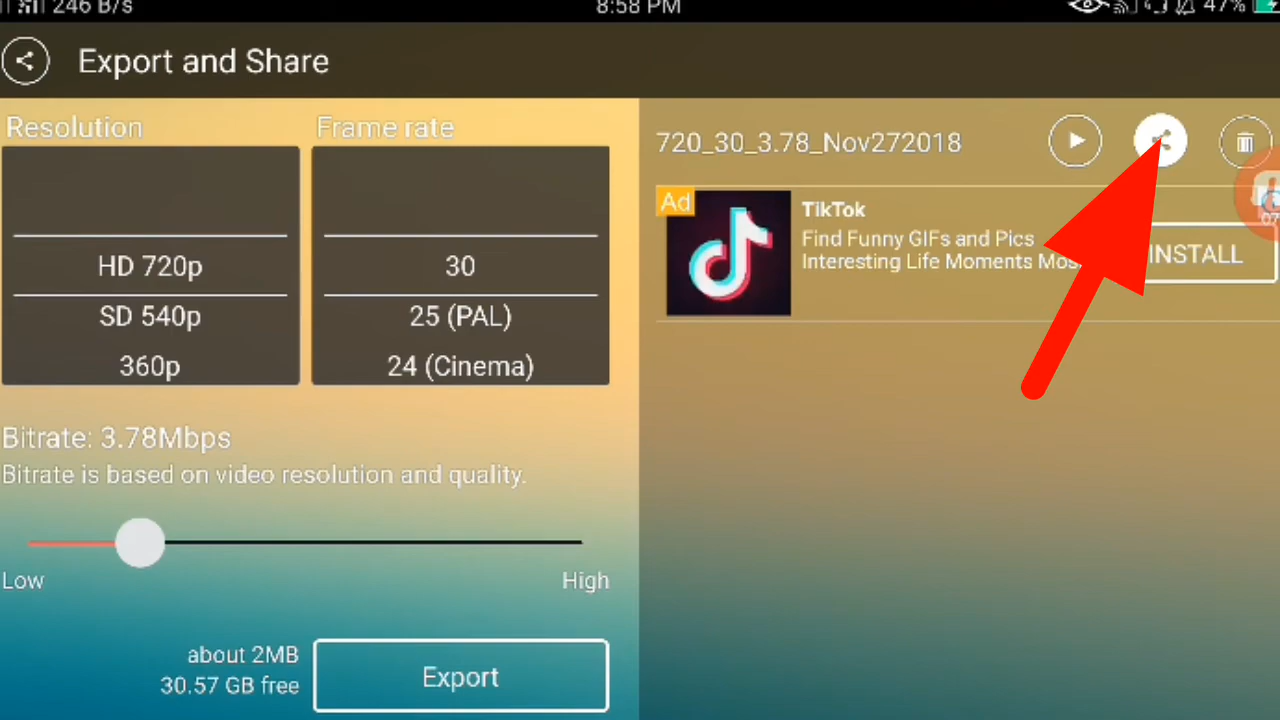 246 B/s
8:58 PM
47%
Export and Share
Resolution
Frame rate
HD 720p
SD 540p
360p
30
25 (PAL)
24 (Cinema)
Bitrate: 3.78Mbps
Bitrate is based on video resolution and quality.
Low
High
about 2MB
30.57 GB free
Export
720_30_3.78_Nov272018
Ad
TikTok
Find Funny GIFs and Pics
Interesting Life Moments
INSTALL